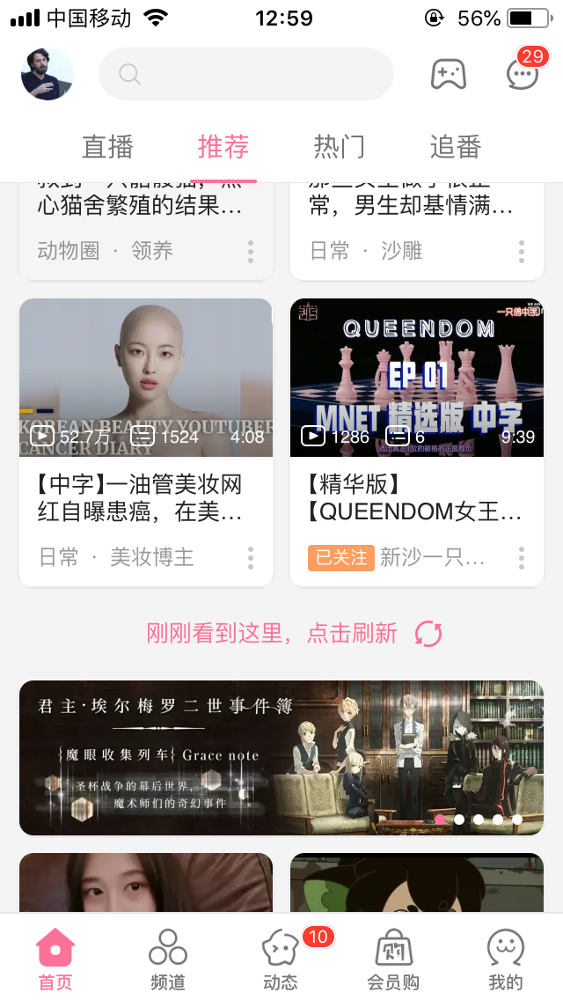 中国移动
12:59
56%
29
直播
推荐
热门
追番
心猫舍繁殖的结果…
动物圈 · 领养
常，男生却基情满…
日常 · 沙雕
KOREAN BEAUTY YOUTUBER
CANCER DIARY
52.7万
1524
4:08
【中字】一油管美妆网
红自曝患癌，在美…
日常 · 美妆博主
一只鸽中字
QUEENDOM
EP 01
MNET 精选版 中字
1286
6
9:39
【精华版】
【QUEENDOM女王…
已关注
新沙一只…
刚刚看到这里，点击刷新
君主·埃尔梅罗二世事件簿
{魔眼收集列车} Grace note
圣杯战争的幕后世界，
魔术师们的奇幻事件
首页
频道
10
动态
购
会员购
我的